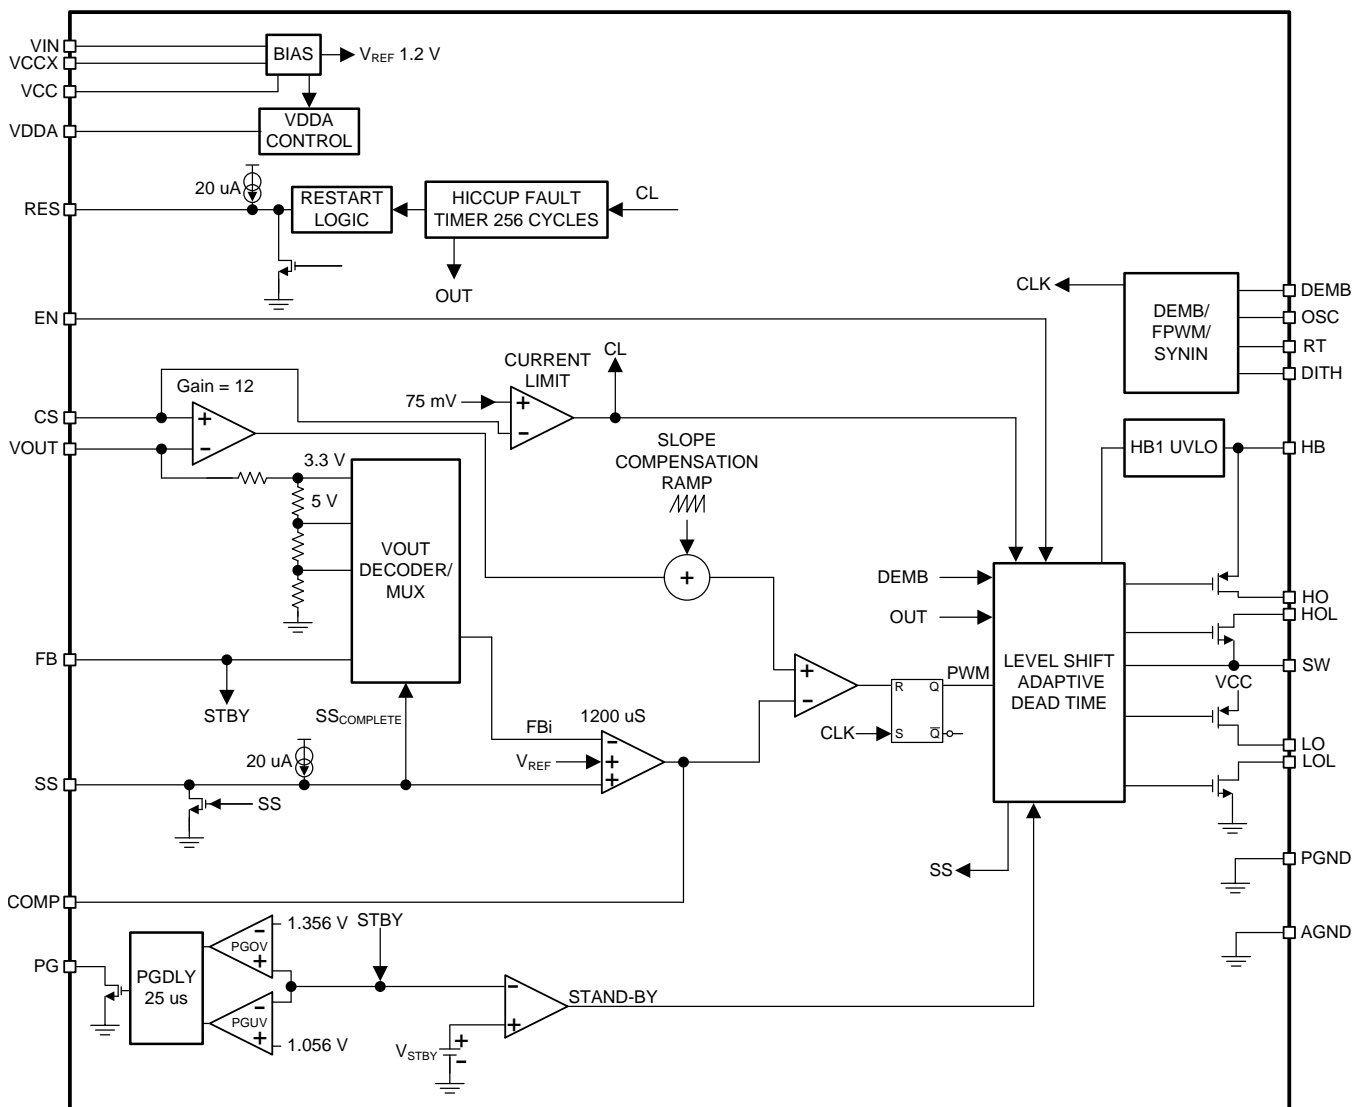 VIN
VCCX
VCC
VDDA
BIAS
VREF 1.2 V
VDDA
CONTROL
RES
20 uA
RESTART
LOGIC
HICCUP FAULT
TIMER 256 CYCLES
CL
OUT
EN
CS
VOUT
Gain = 12
+
−
75 mV
CURRENT
LIMIT
+
−
CL
3.3 V
5 V
VOUT
DECODER/
MUX
SLOPE
COMPENSATION
RAMP
+
CLK
DEMB/
FPWM/
SYNIN
DEMB
OSC
RT
DITH
HB1 UVLO
HB
DEMB
OUT
LEVEL SHIFT
ADAPTIVE
DEAD TIME
HO
HOL
SW
VCC
LO
LOL
FB
STBY
SSCOMPLETE
FBi
1200 uS
VREF
−
+
+
+
−
R Q
S Q
PWM
CLK
SS
20 uA
SS
SS
COMP
PG
PGDLY
25 us
PGOV
−
+
1.356 V
PGUV
−
+
1.056 V
STBY
−
+
STAND-BY
VSTBY
+
−
PGND
AGND